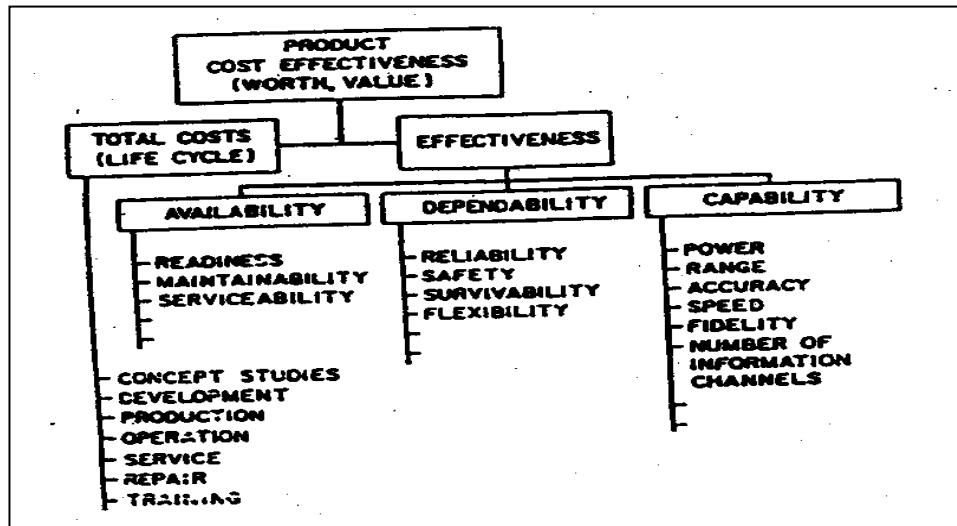 PRODUCT
COST EFFECTIVENESS
(WORTH, VALUE)
TOTAL COSTS
(LIFE CYCLE)
EFFECTIVENESS
AVAILABILITY
DEPENDABILITY
CAPABILITY
READINESS
MAINTAINABILITY
SERVICEABILITY
RELIABILITY
SAFETY
SURVIVABILITY
FLEXIBILITY
POWER
RANGE
ACCURACY
SPEED
FIDELITY
NUMBER OF
INFORMATION
CHANNELS
CONCEPT STUDIES
DEVELOPMENT
PRODUCTION
OPERATION
SERVICE
REPAIR
TRAINING